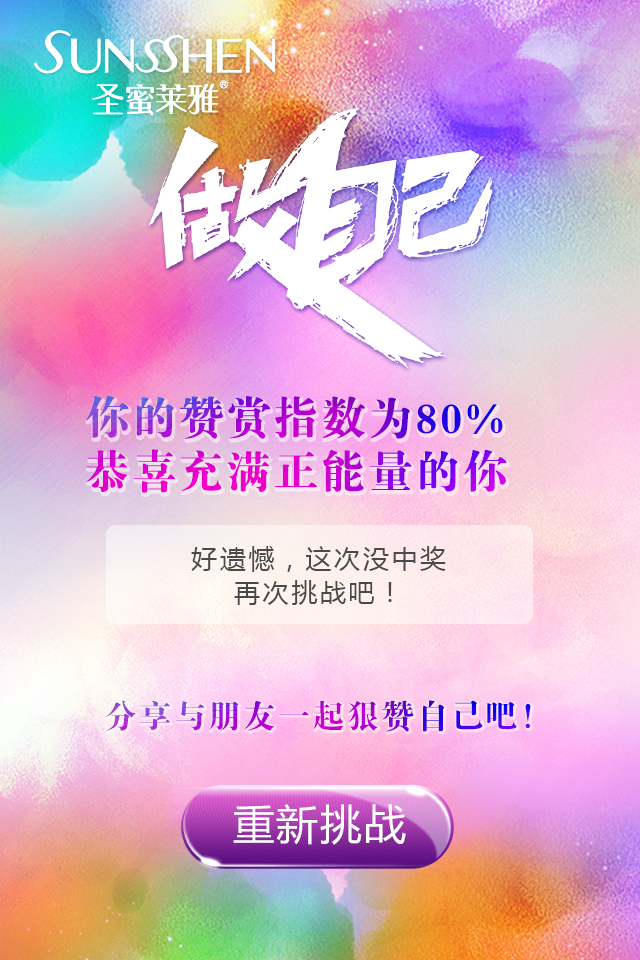 SUNSSHEN
圣蜜莱雅®
做自己
你的赞赏指数为80%
恭喜充满正能量的你
好遗憾，这次没中奖
再次挑战吧！
分享与朋友一起狠赞自己吧!
重新挑战